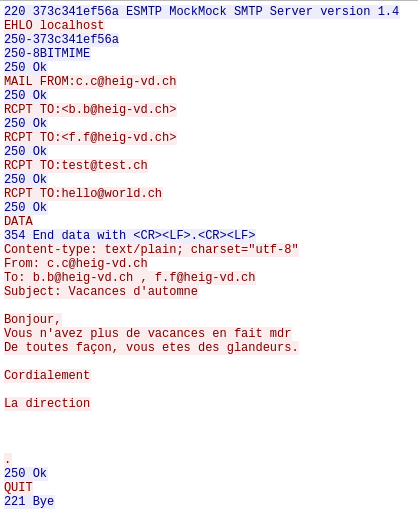 220 373c341ef56a ESMTP MockMock SMTP Server version 1.4
EHLO localhost
250-373c341ef56a
250-8BITMIME
250 Ok
MAIL FROM:c.c@heig-vd.ch
250 Ok
RCPT TO:<b.b@heig-vd.ch>
250 Ok
RCPT TO:<f.f@heig-vd.ch>
250 Ok
RCPT TO:test@test.ch
250 Ok
RCPT TO:hello@world.ch
250 Ok
DATA
354 End data with <CR><LF>.<CR><LF>
Content-type: text/plain; charset="utf-8"
From: c.c@heig-vd.ch
To: b.b@heig-vd.ch , f.f@heig-vd.ch
Subject: Vacances d'automne
Bonjour,
Vous n'avez plus de vacances en fait mdr
De toutes façon, vous etes des glandeurs.
Cordialement
La direction
.
250 Ok
QUIT
221 Bye